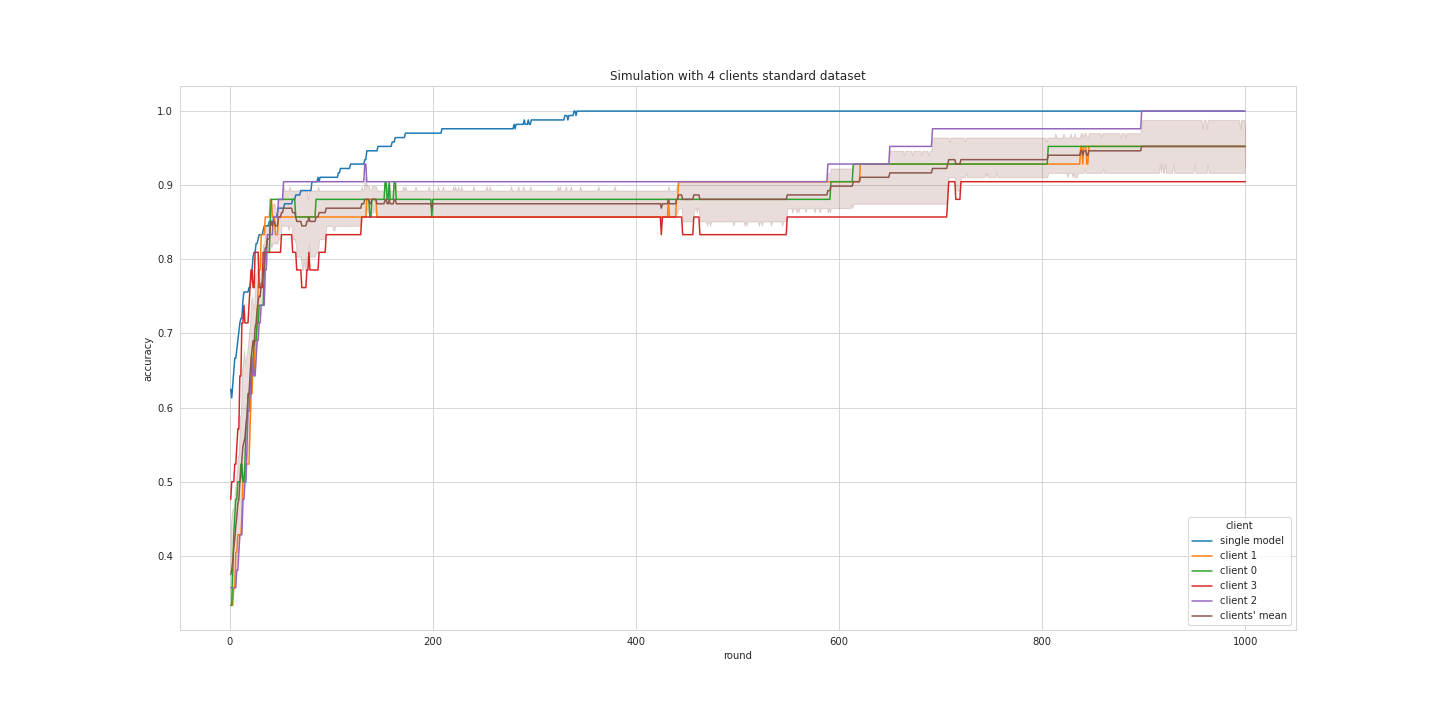 Simulation with 4 clients standard dataset
1.0
0.9
0.8
0.7
0.6
0.5
0.4
accuracy
0 200 400 600 800 1000
round
client
single model
client 1
client 0
client 3
client 2
clients' mean